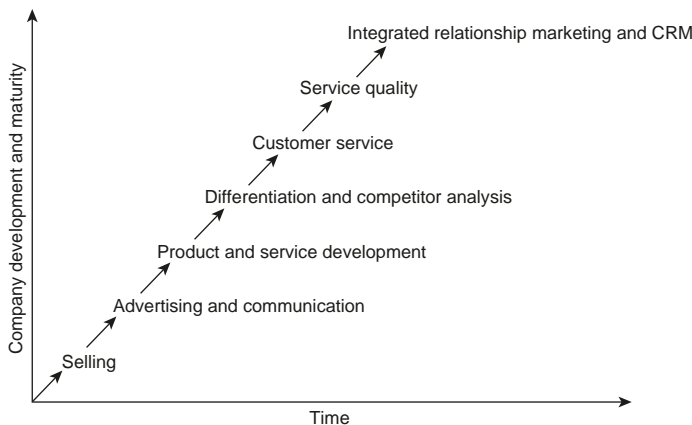 Integrated relationship marketing and CRM
Service quality
Customer service
Differentiation and competitor analysis
Product and service development
Advertising and communication
Selling
Company development and maturity
Time